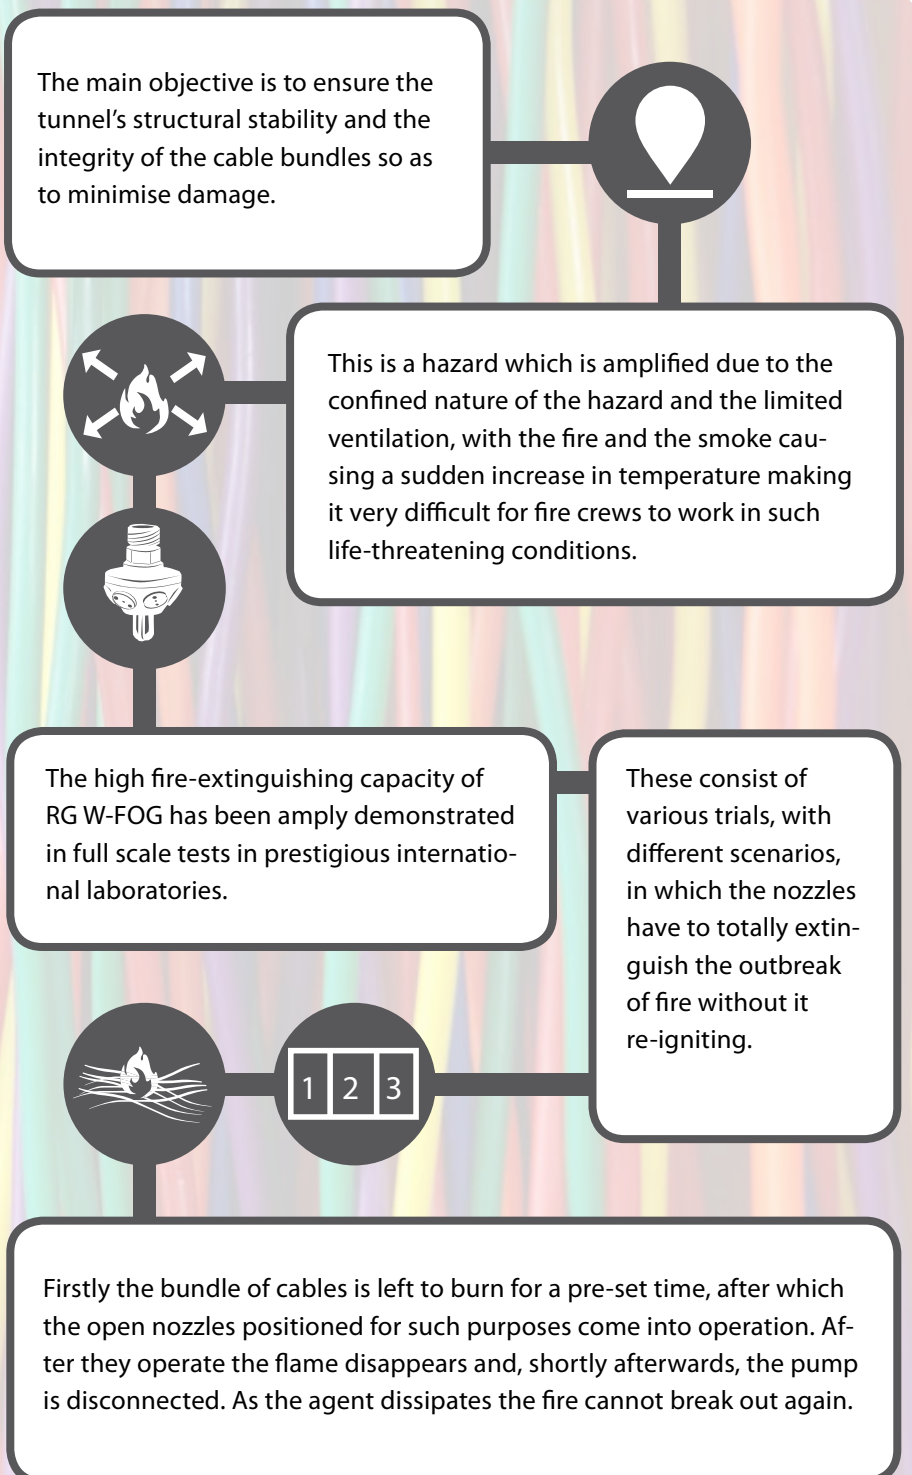 The main objective is to ensure the
tunnel’s structural stability and the
integrity of the cable bundles so as
to minimise damage.
This is a hazard which is amplified due to the
confined nature of the hazard and the limited
ventilation, with the fire and the smoke cau-
sing a sudden increase in temperature making
it very difficult for fire crews to work in such
life-threatening conditions.
The high fire-extinguishing capacity of
RG W-FOG has been amply demonstrated
in full scale tests in prestigious internatio-
nal laboratories.
These consist of
various trials, with
different scenarios,
in which the nozzles
have to totally extin-
guish the outbreak
of fire without it
re-igniting.
1 2 3
Firstly the bundle of cables is left to burn for a pre-set time, after which
the open nozzles positioned for such purposes come into operation. Af-
ter they operate the flame disappears and, shortly afterwards, the pump
is disconnected. As the agent dissipates the fire cannot break out again.